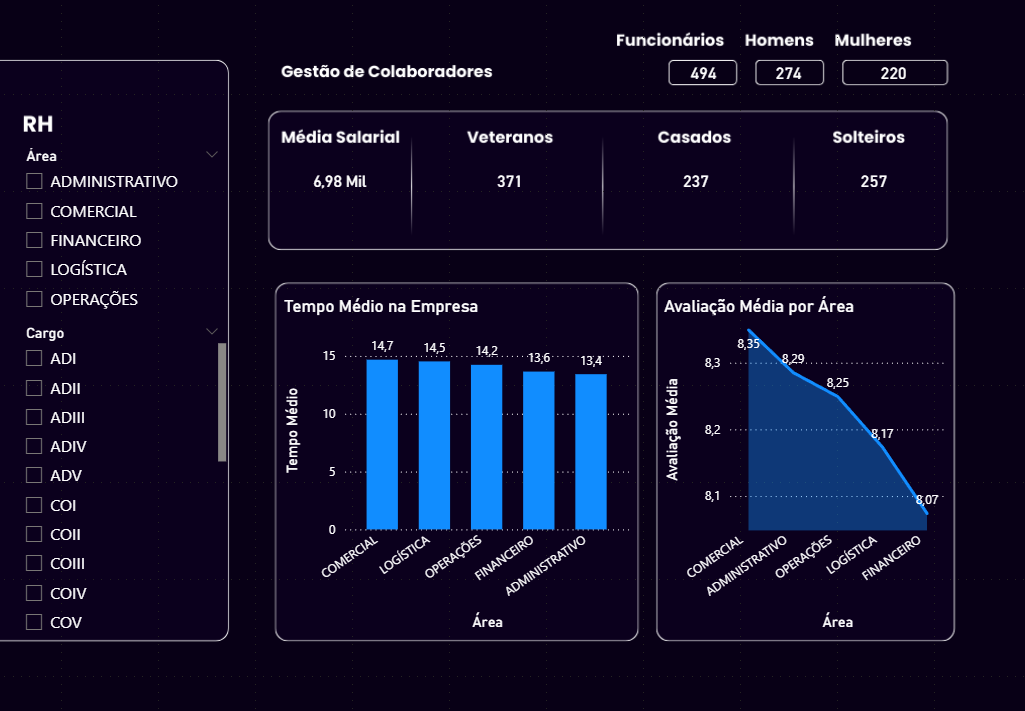 Funcionários Homens Mulheres
Gestão de Colaboradores
494 274 220
RH
Área
ADMINISTRATIVO
COMERCIAL
FINANCEIRO
LOGÍSTICA
OPERAÇÕES
Cargo
ADI
ADII
ADIII
ADIV
ADV
COI
COII
COIII
COIV
COV
Média Salarial Veteranos Casados Solteiros
6,98 Mil 371 237 257
Tempo Médio na Empresa
Tempo Médio
15
10
5
0
14,7 14,5 14,2 13,6 13,4
COMERCIAL LOGÍSTICA OPERAÇÕES FINANCEIRO ADMINISTRATIVO
Área
Avaliação Média por Área
Avaliação Média
8,3
8,2
8,1
8,35 8,29 8,25 8,17 8,07
COMERCIAL ADMINISTRATIVO OPERAÇÕES LOGÍSTICA FINANCEIRO
Área